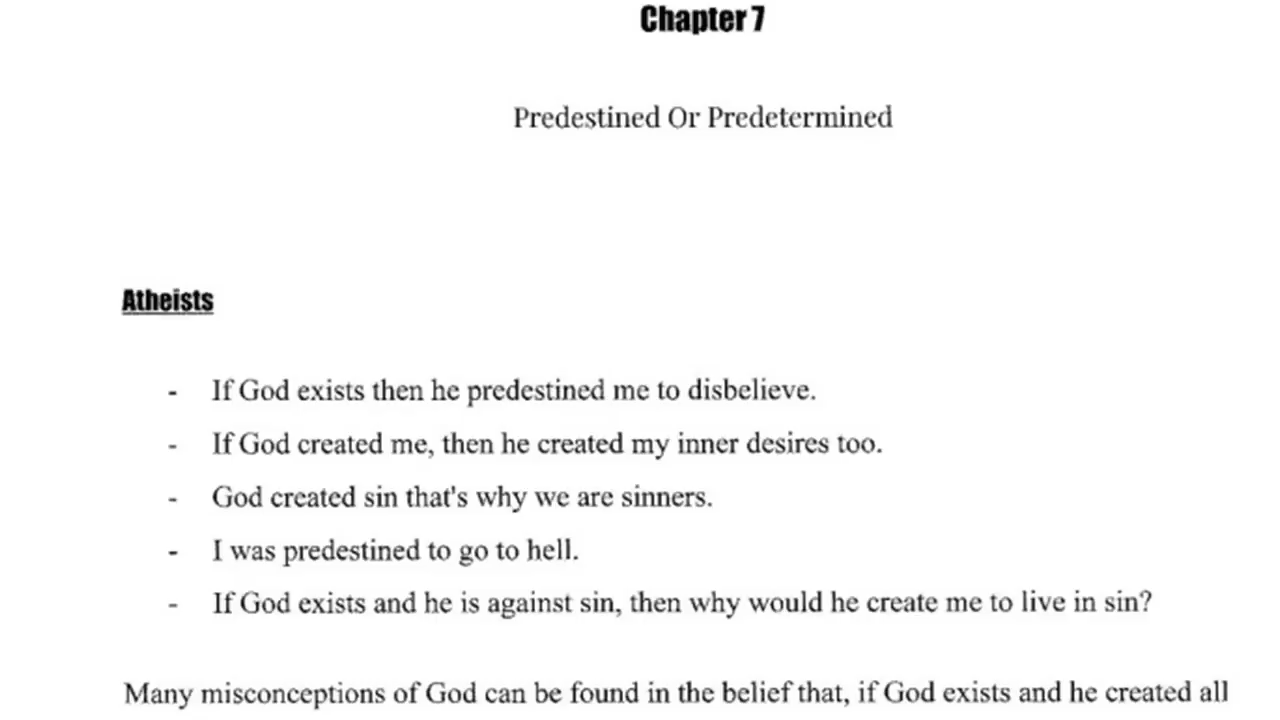 Chapter 7
Predestined Or Predetermined
Atheists
- If God exists then he predestined me to disbelieve.
- If God created me, then he created my inner desires too.
- God created sin that's why we are sinners.
- I was predestined to go to hell.
- If God exists and he is against sin, then why would he create me to live in sin?
Many misconceptions of God can be found in the belief that, if God exists and he created all